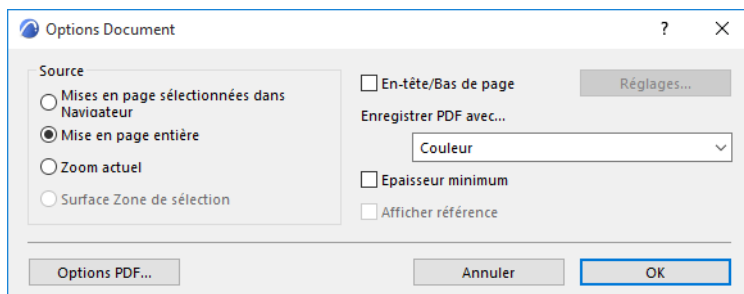 Options Document
?
Source
Mises en page sélectionnées dans
Navigateur
Mise en page entière
Zoom actuel
Surface Zone de sélection
En-tête/Bas de page
Réglages...
Enregistrer PDF avec...
Couleur
Epaisseur minimum
Afficher référence
Options PDF...
Annuler
OK